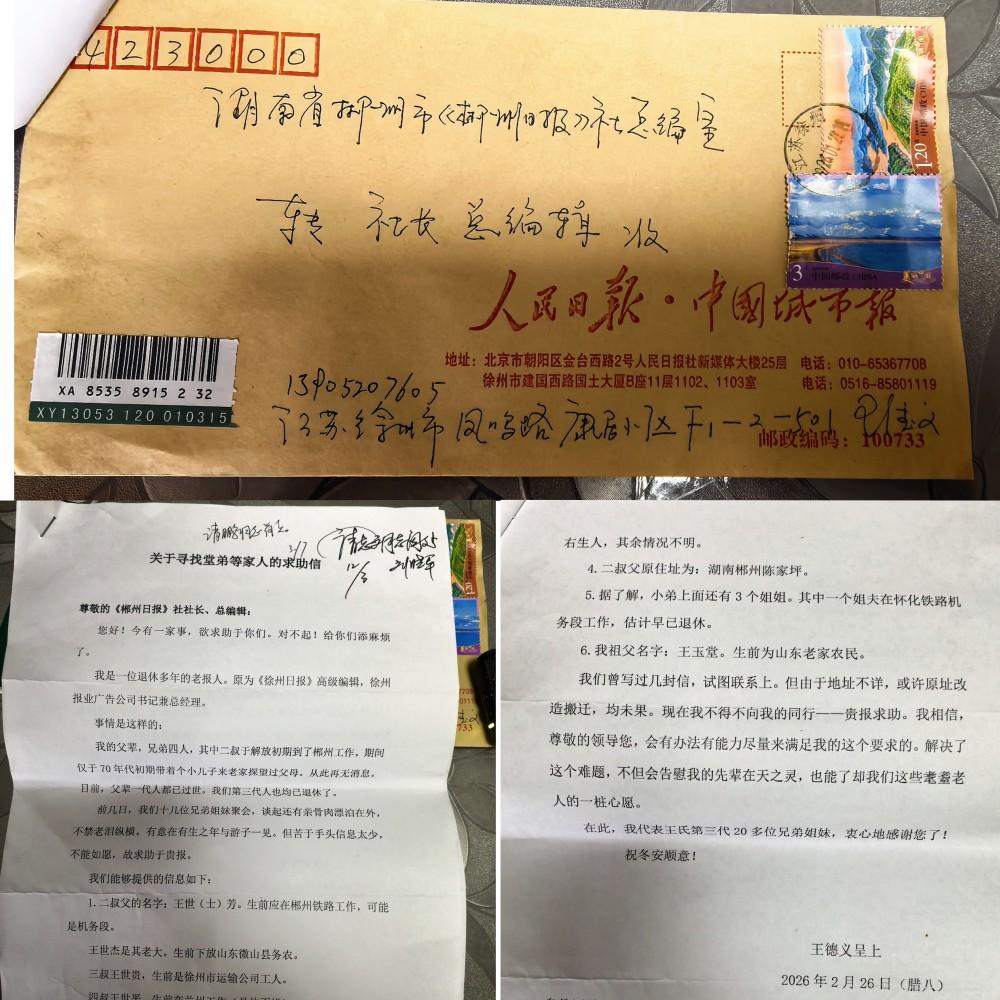 423000
湖南省郴州市《郴州日报》社总编室
转 社长 总编辑 收
1.20
中国邮政 CHINA
江苏
3
中国邮政 CHINA
人民日报·中国城市报
地址：北京市朝阳区金台西路2号人民日报社新媒体大楼25层 电话：010-65367708
徐州市建国西路国土大厦B座11层1102、1103室 电话：0516-85801119
XA 8535 8915 2 32
XY13053 120 010315
13905207605
江苏徐州市凤鸣路康居小区F1-2-501 王德义
邮政编码：100733
3/7
12/3
关于寻找堂弟等家人的求助信
尊敬的《郴州日报》社社长、总编辑：
您好！今有一家事，欲求助于你们。对不起！给你们添麻烦
了。
我是一位退休多年的老报人。原为《徐州日报》高级编辑，徐州
报业广告公司书记兼总经理。
事情是这样的：
我的父辈，兄弟四人，其中二叔于解放初期到了郴州工作。期间
仅于70年代初期带着个小儿子来老家探望过父母。从此再无消息。
目前，父辈一代人都已过世。我们第三代人也均已退休了。
前几日，我们十几位兄弟姐妹聚会，谈起还有亲骨肉漂泊在外，
不禁老泪纵横。有意在有生之年与游子一见。但苦于手头信息太少，
不能如愿，故求助于贵报。
我们能够提供的信息如下：
1.二叔父的名字：王世（士）芳。生前应在郴州铁路工作，可能
是机务段。
王世杰是其老大。生前下放山东微山县务农。
三叔王世贵，生前是徐州市运输公司工人。
右生人，其余情况不明。
4.二叔父原住址为：湖南郴州陈家坪。
5.据了解，小弟上面还有3个姐姐。其中一个姐夫在怀化铁路机
务段工作，估计早已退休。
6.我祖父名字：王玉堂。生前为山东老家农民。
我们曾写过几封信，试图联系上。但由于地址不详，或许原址改
造搬迁，均未果。现在我不得不向我的同行——贵报求助。我相信，
尊敬的领导您，会有办法有能力尽量来满足我的这个要求的。解决了
这个难题，不但会告慰我的先辈在天之灵，也能了却我们这些耄耋老
人的一桩心愿。
在此，我代表王氏第三代20多位兄弟姐妹，衷心地感谢您了！
祝冬安顺意！
王德义呈上
2026年2月26日（腊八）